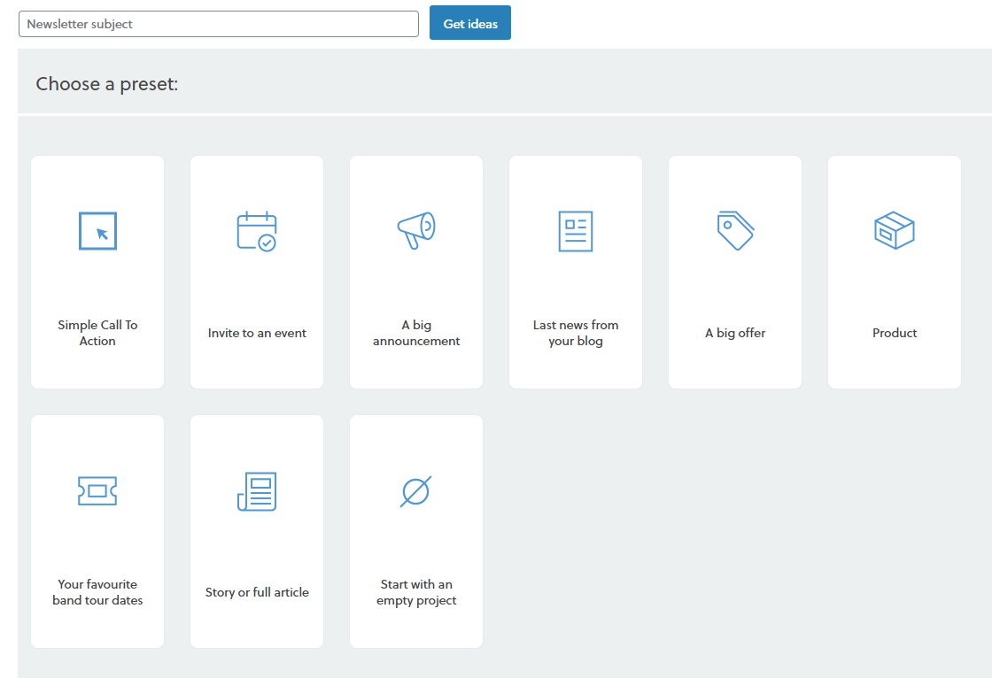 Newsletter subject
Get ideas
Choose a preset:
Simple Call To
Action
Invite to an event
A big
announcement
Last news from
your blog
A big offer
Product
Your favourite
band tour dates
Story or full article
Start with an
empty project